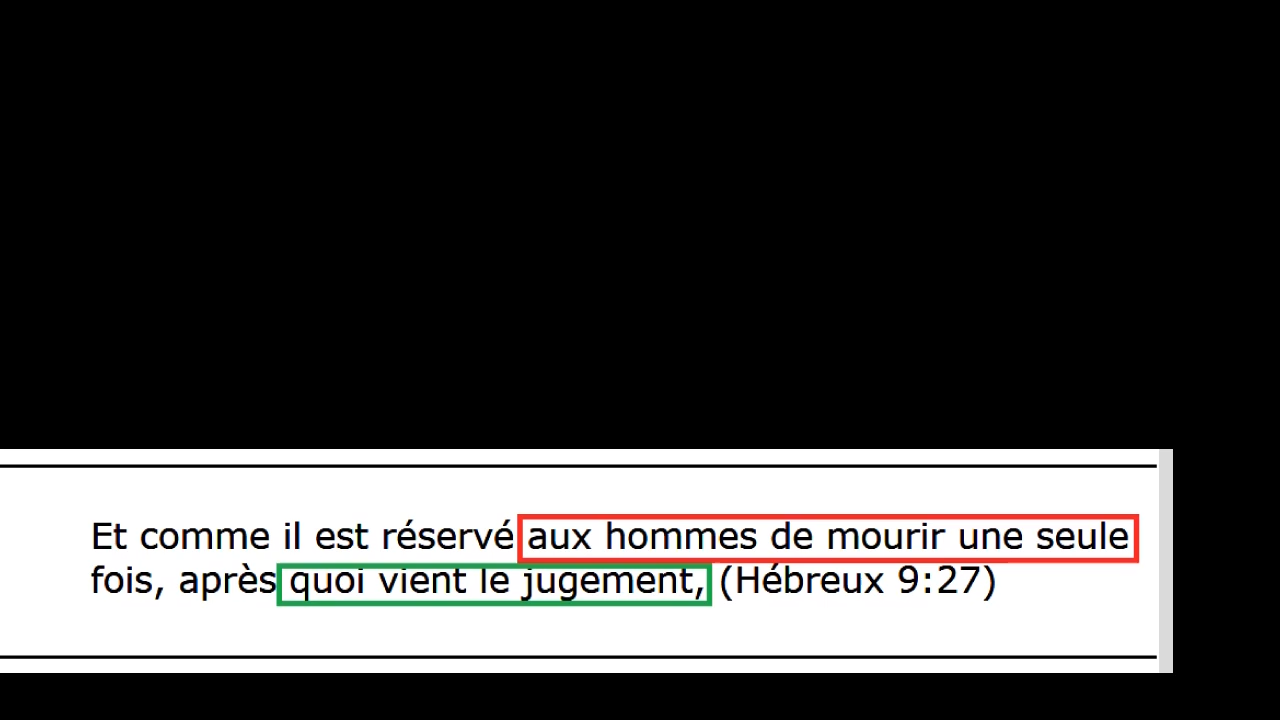 Et comme il est réservé aux hommes de mourir une seule
fois, après quoi vient le jugement, (Hébreux 9:27)